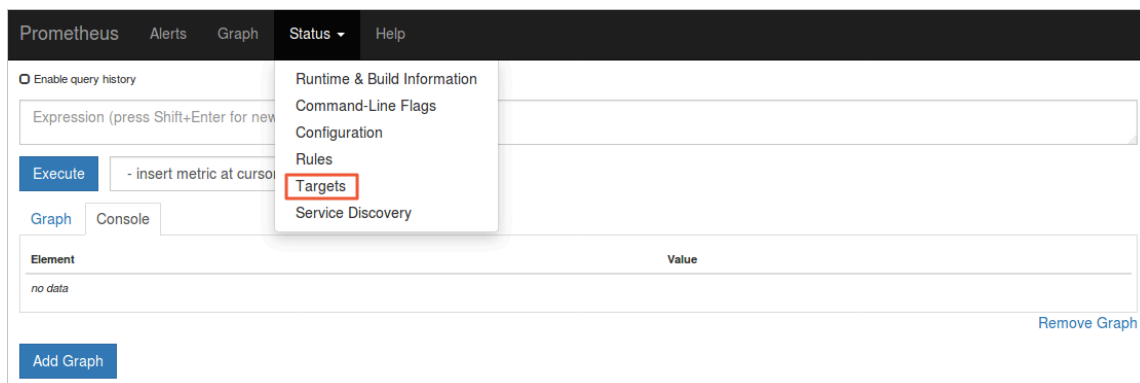 Prometheus Alerts Graph Status Help
Enable query history
Runtime & Build Information
Command-Line Flags
Configuration
Rules
Targets
Service Discovery
Expression (press Shift+Enter for new
Execute - insert metric at cursor
Graph Console
Element Value
no data
Remove Graph
Add Graph